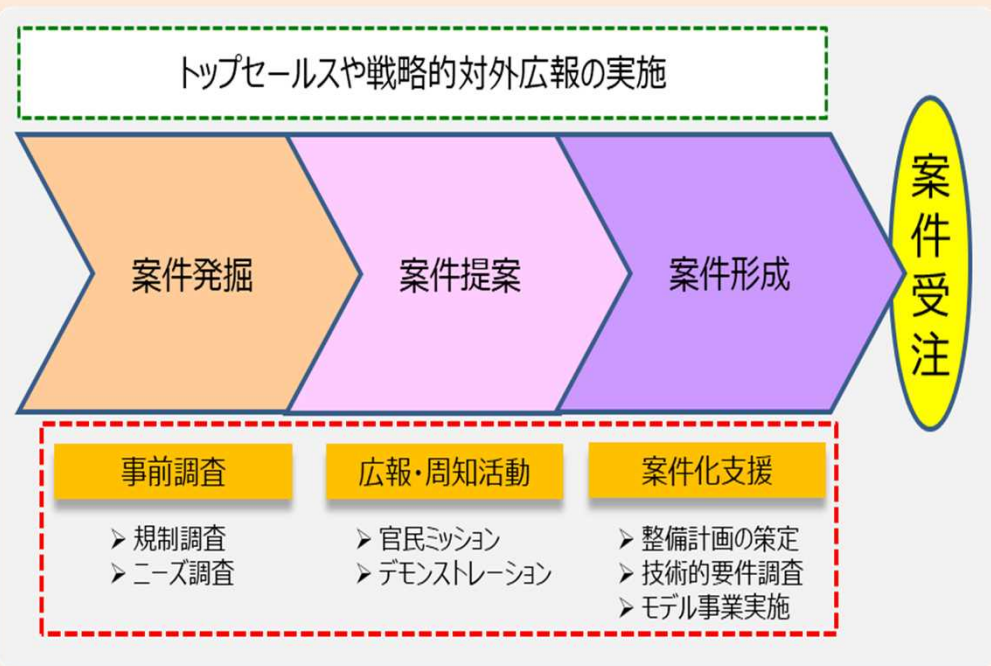 トップセールスや戦略的対外広報の実施
案件発掘
案件提案
案件形成
案件受注
事前調査
➢ 規制調査
➢ ニーズ調査
広報・周知活動
➢ 官民ミッション
➢ デモンストレーション
案件化支援
➢ 整備計画の策定
➢ 技術的要件調査
➢ モデル事業実施